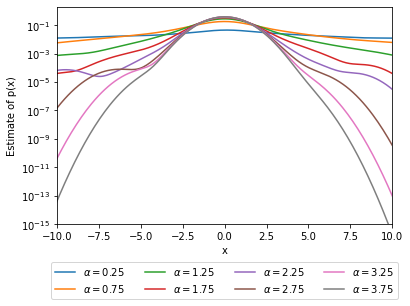 10⁻¹
10⁻³
10⁻⁵
10⁻⁷
10⁻⁹
10⁻¹¹
10⁻¹³
10⁻¹⁵
Estimate of p(x)
−10.0 −7.5 −5.0 −2.5 0.0 2.5 5.0 7.5 10.0
x
α = 0.25 α = 1.25 α = 2.25 α = 3.25
α = 0.75 α = 1.75 α = 2.75 α = 3.75